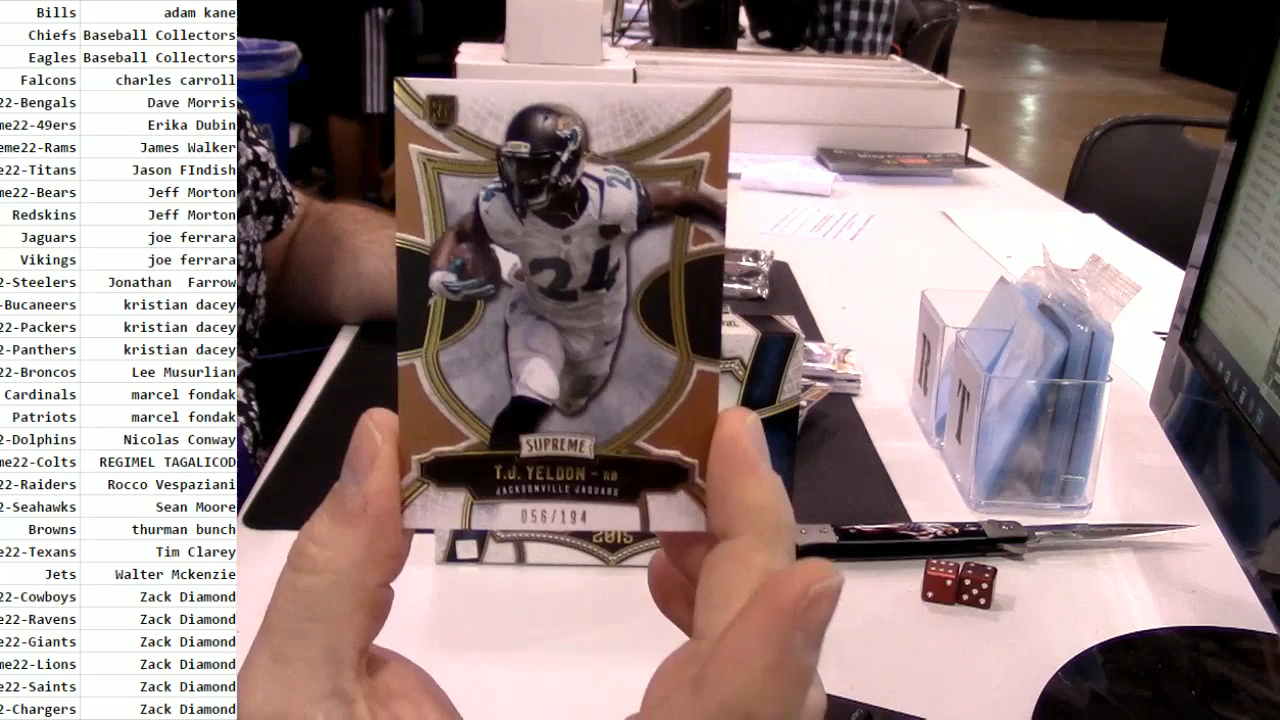 Bills adam kane
Chiefs Baseball Collectors
Eagles Baseball Collectors
Falcons charles carroll
22-Bengals Dave Morris
me22-49ers Erika Dubin
eme22-Rams James Walker
e22-Titans Jason FIndish
me22-Bears Jeff Morton
Redskins Jeff Morton
Jaguars joe ferrara
Vikings joe ferrara
2-Steelers Jonathan Farrow
-Bucaneers kristian dacey
22-Packers kristian dacey
2-Panthers kristian dacey
22-Broncos Lee Musurlian
Cardinals marcel fondak
Patriots marcel fondak
2-Dolphins Nicolas Conway
me22-Colts REGIMEL TAGALICOD
22-Raiders Rocco Vespaziani
2-Seahawks Sean Moore
Browns thurman bunch
e22-Texans Tim Clarey
Jets Walter Mckenzie
22-Cowboys Zack Diamond
22-Ravens Zack Diamond
e22-Giants Zack Diamond
me22-Lions Zack Diamond
e22-Saints Zack Diamond
2-Chargers Zack Diamond
24
24
SUPREME
T.J. YELDON - RB
JACKSONVILLE JAGUARS
056/194
2015
R T